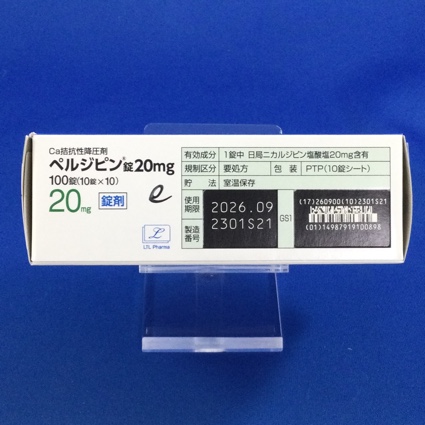 Ca拮抗性降圧剤
ペルジピン®錠20mg
100錠(10錠×10)
20mg 錠剤
e
L
LTL Pharma
有効成分 1錠中 日局ニカルジピン塩酸塩20mg含有
規制区分 要処方 包装 PTP(10錠シート)
貯法 室温保存
使用期限 2026.09
製造番号 2301S21
GS1
(17)260900(10)2301S21
(01)14987919100898